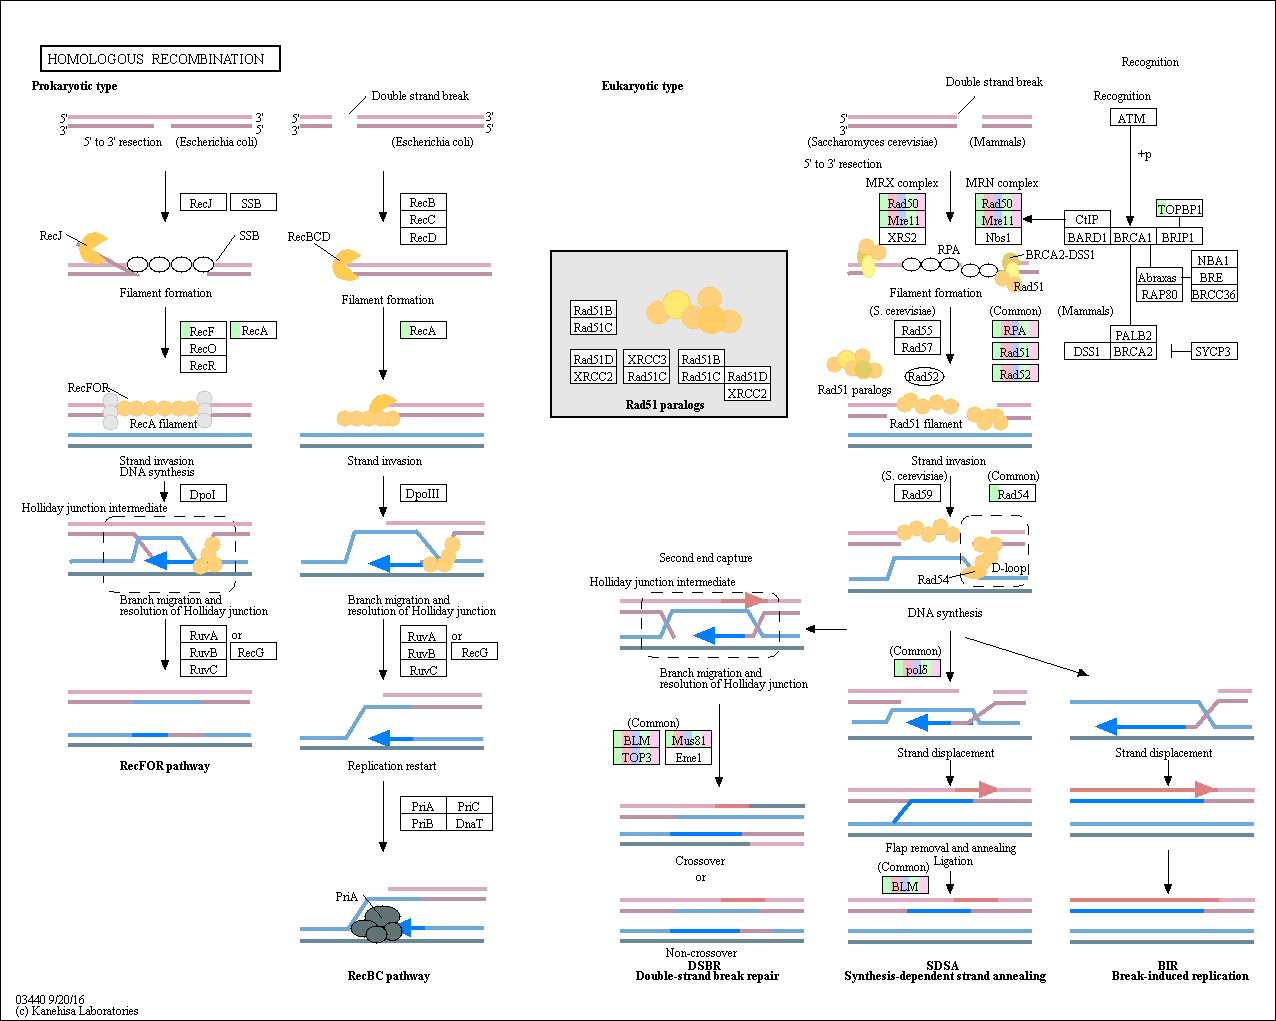 HOMOLOGOUS RECOMBINATION
Prokaryotic type
5'
3'
3'
5'
5' to 3' resection
(Escherichia coli)
RecJ
SSB
RecJ
SSB
Filament formation
RecF
RecA
RecO
RecR
RecFOR
RecA filament
Strand invasion
DNA synthesis
DpoI
Holliday junction intermediate
Branch migration and
resolution of Holliday junction
RuvA
or
RuvB
RecG
RuvC
RecFOR pathway
Double strand break
5'
3'
3'
5'
(Escherichia coli)
RecB
RecC
RecD
RecBCD
Filament formation
RecA
Strand invasion
DpoIII
Branch migration and
resolution of Holliday junction
RuvA
or
RuvB
RecG
RuvC
Replication restart
PriA
PriC
PriB
DnaT
PriA
RecBC pathway
Eukaryotic type
Rad51B
Rad51C
Rad51D
XRCC2
XRCC3
Rad51C
Rad51B
Rad51C
Rad51D
XRCC2
Rad51 paralogs
Double strand break
5'
3'
(Saccharomyces cerevisiae)
(Mammals)
5' to 3' resection
MRX complex
MRN complex
Rad50
Mre11
XRS2
Rad50
Mre11
Nbs1
RPA
BRCA2-DSS1
Rad51
Filament formation
(S. cerevisiae)
(Common)
(Mammals)
Rad55
Rad57
RPA
Rad51
Rad52
Rad52
Rad51 paralogs
Rad51 filament
Strand invasion
(S. cerevisiae)
(Common)
Rad59
Rad54
Rad54
D-loop
DNA synthesis
Recognition
Recognition
ATM
+p
TOPBP1
CtIP
BARD1
BRCA1
BRIP1
Abraxas
RAP80
NBA1
BRE
BRCC36
PALB2
DSS1
BRCA2
SYCP3
Second end capture
Holliday junction intermediate
Branch migration and
resolution of Holliday junction
(Common)
BLM
TOP3
Mus81
Eme1
Crossover
or
Non-crossover
DSBR
Double-strand break repair
(Common)
polδ
Strand displacement
Flap removal and annealing
Ligation
(Common)
BLM
SDSA
Synthesis-dependent strand annealing
Strand displacement
BIR
Break-induced replication
03440 9/20/16
(c) Kanehisa Laboratories